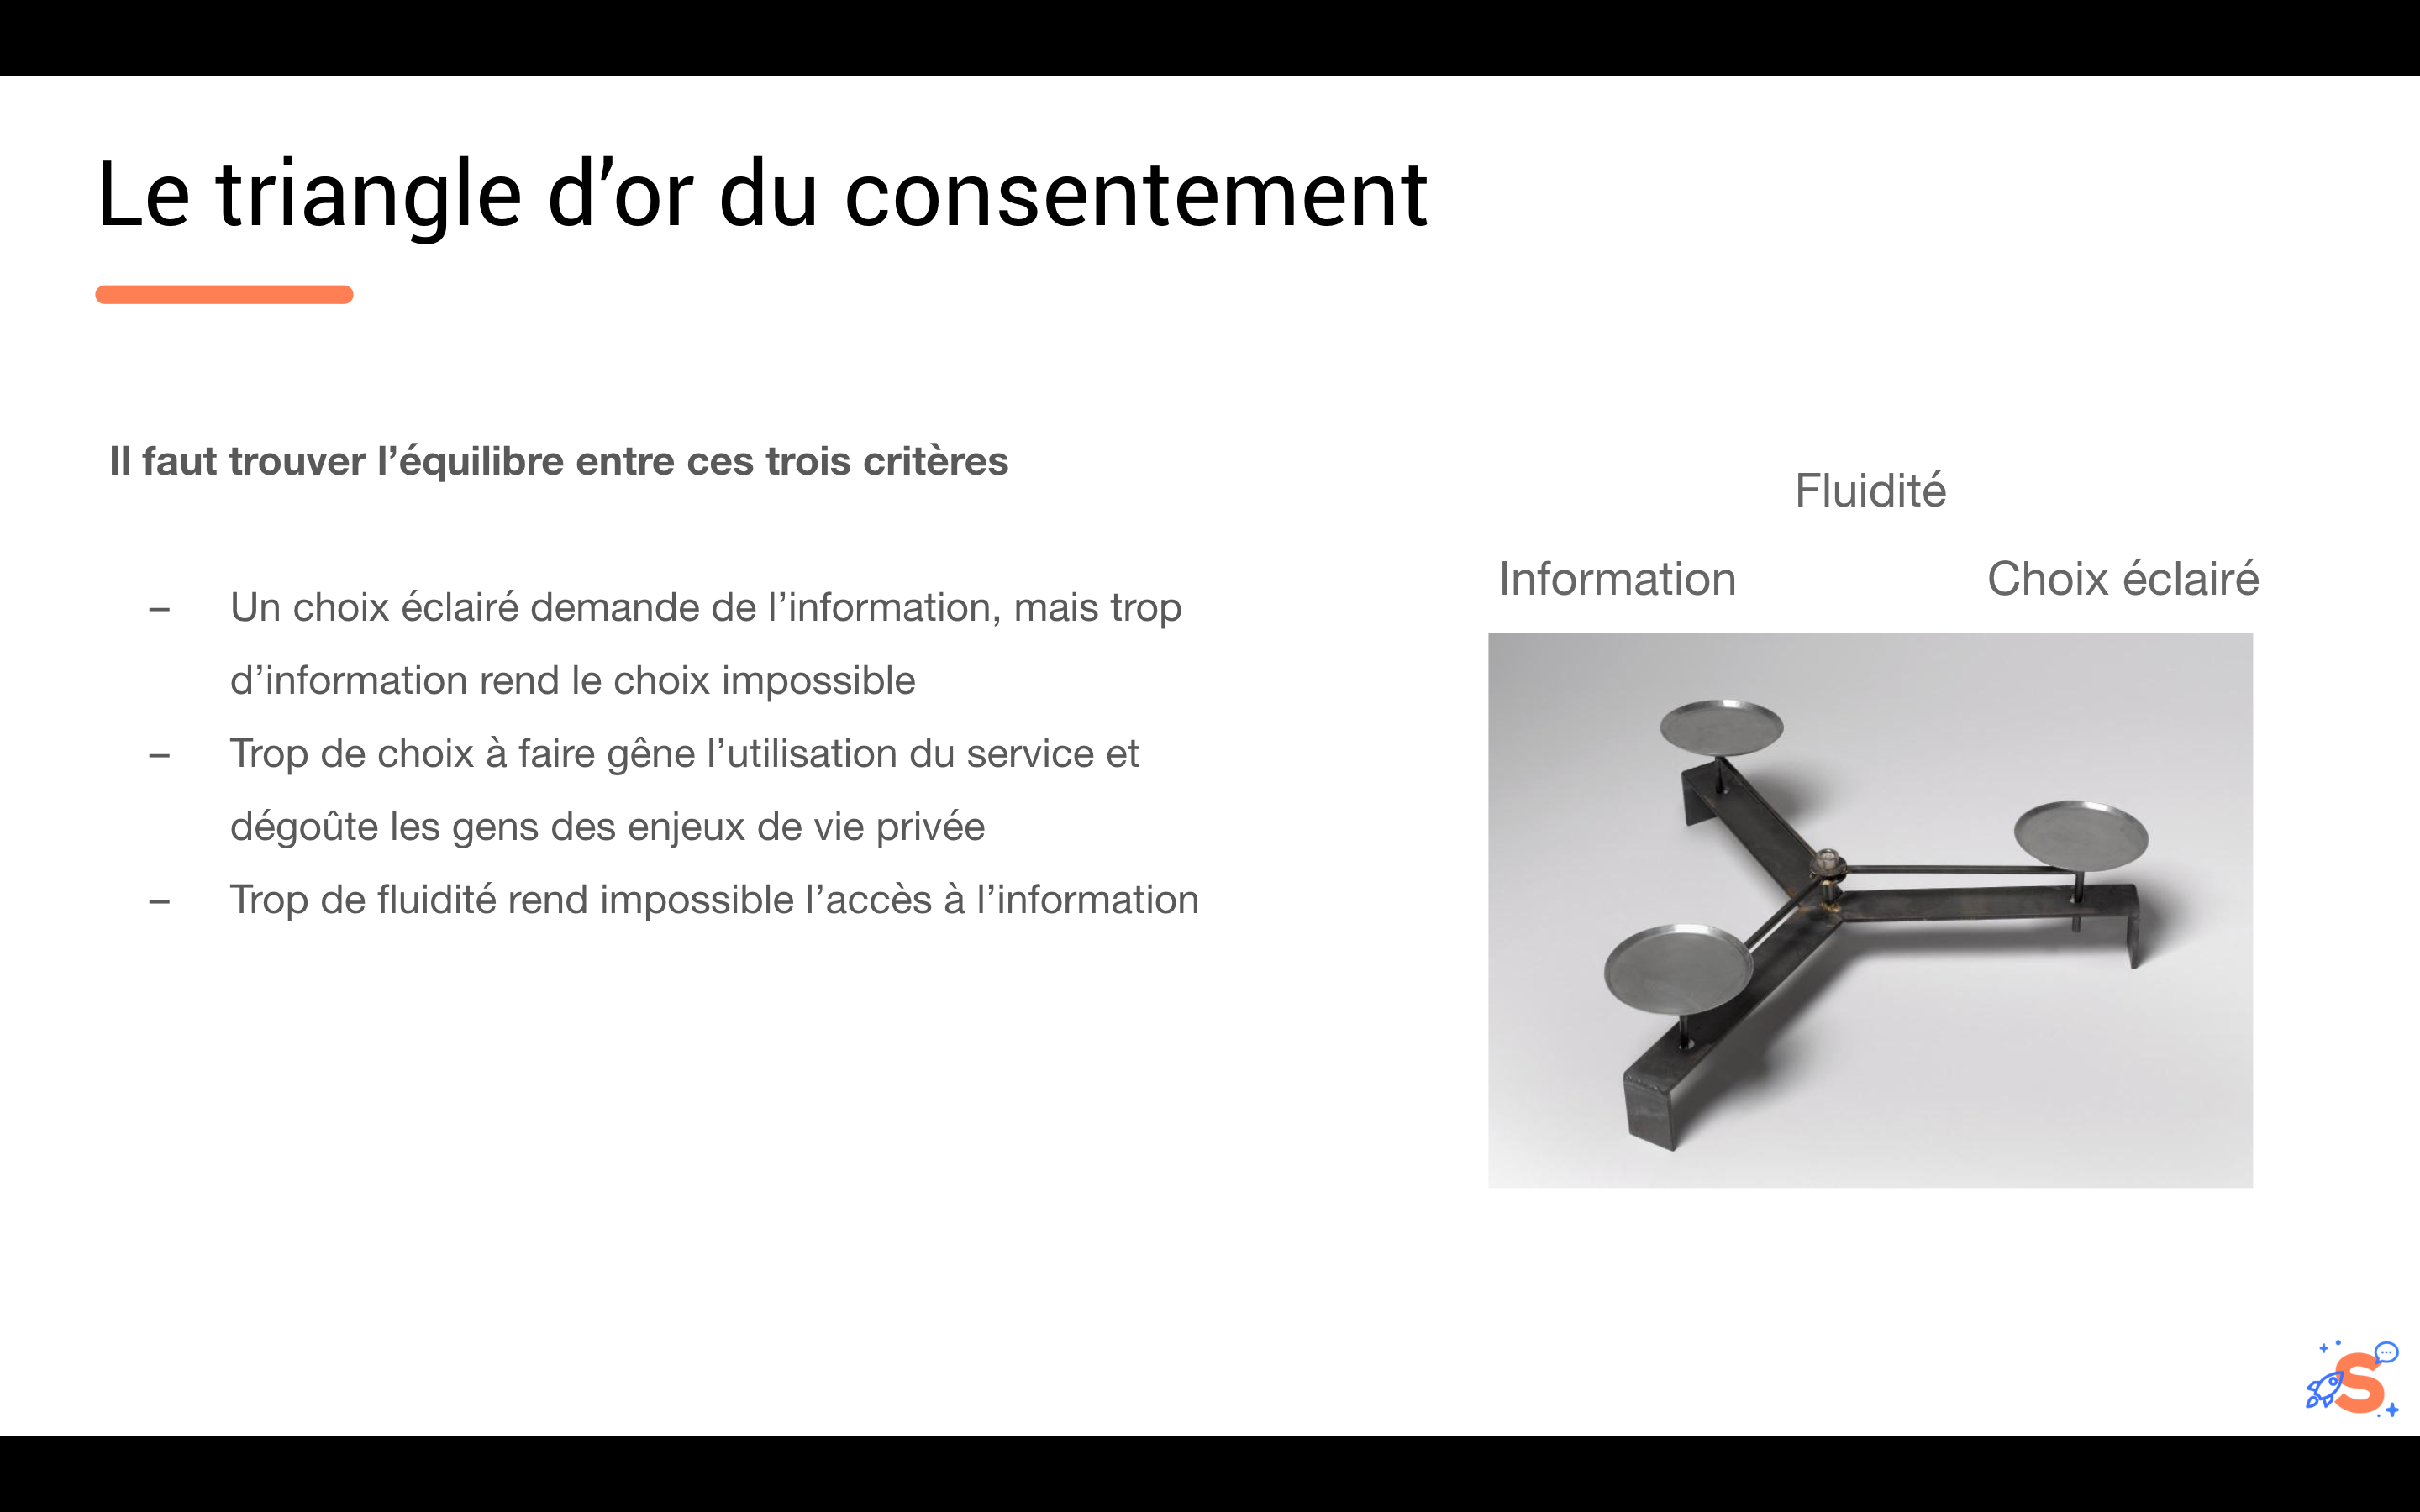 Le triangle d’or du consentement
Il faut trouver l’équilibre entre ces trois critères
– Un choix éclairé demande de l’information, mais trop
d’information rend le choix impossible
– Trop de choix à faire gêne l’utilisation du service et
dégoûte les gens des enjeux de vie privée
– Trop de fluidité rend impossible l’accès à l’information
Fluidité
Information
Choix éclairé
S